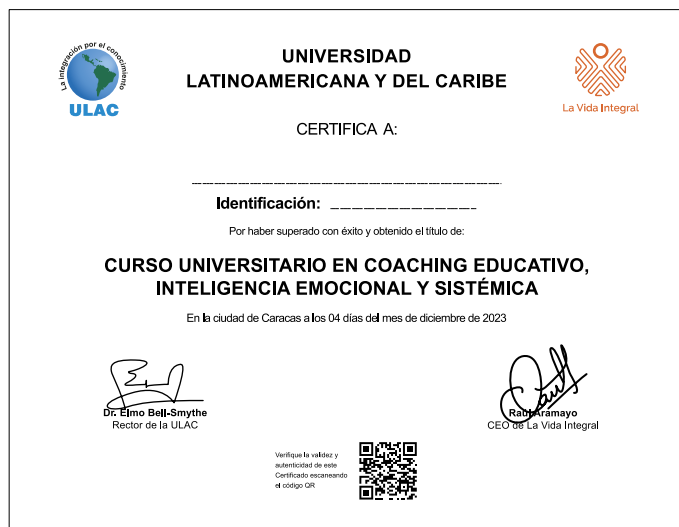 La integración por el conocimiento
ULAC
UNIVERSIDAD
LATINOAMERICANA Y DEL CARIBE
La Vida Integral
CERTIFICA A:
Identificación:
Por haber superado con éxito y obtenido el título de:
CURSO UNIVERSITARIO EN COACHING EDUCATIVO,
INTELIGENCIA EMOCIONAL Y SISTÉMICA
En la ciudad de Caracas a los 04 días del mes de diciembre de 2023
Dr. Elmo Bell-Smythe
Rector de la ULAC
Raúl Aramayo
CEO de La Vida Integral
Verifique la validez y
autenticidad de este
Certificado escaneando
el código QR